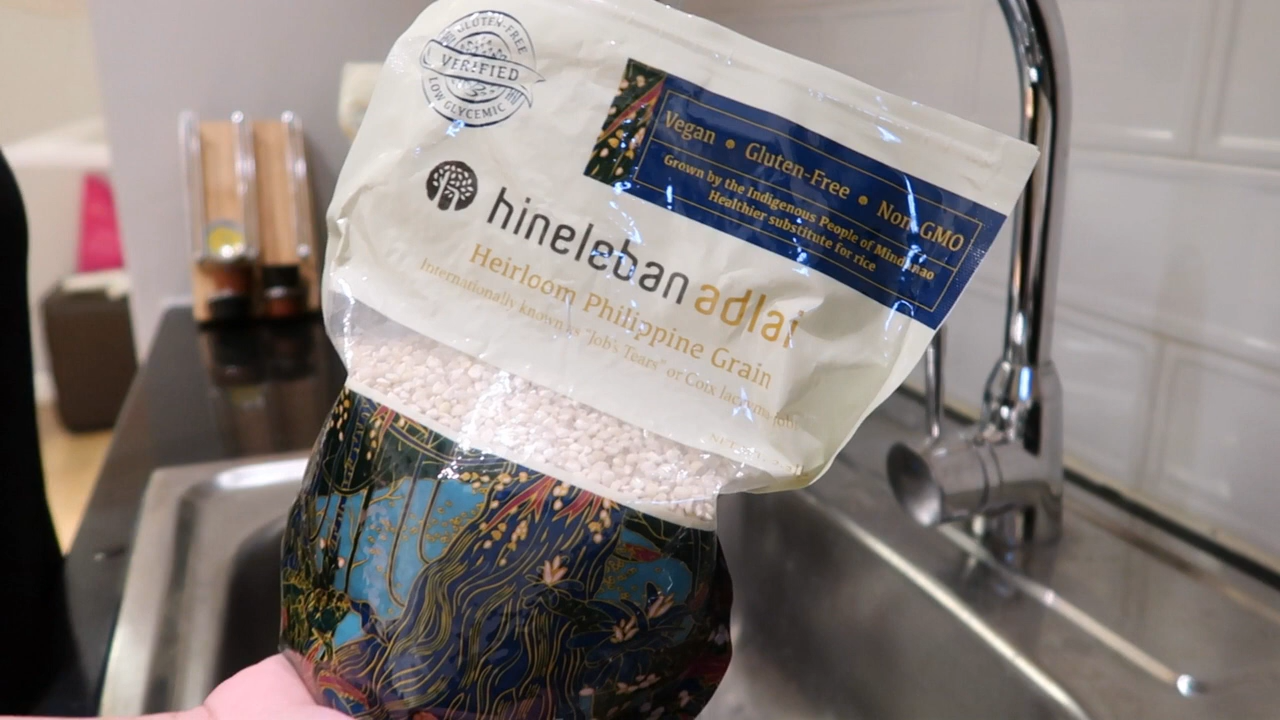 GLUTEN-FREE
VERIFIED
LOW GLYCEMIC
Vegan • Gluten-Free • Non-GMO
Grown by the Indigenous People of Mindanao
Healthier substitute for rice
hineleban adlai
Heirloom Philippine Grain
Internationally known as "Job's Tears" or Coix lacryma-jobi
NET